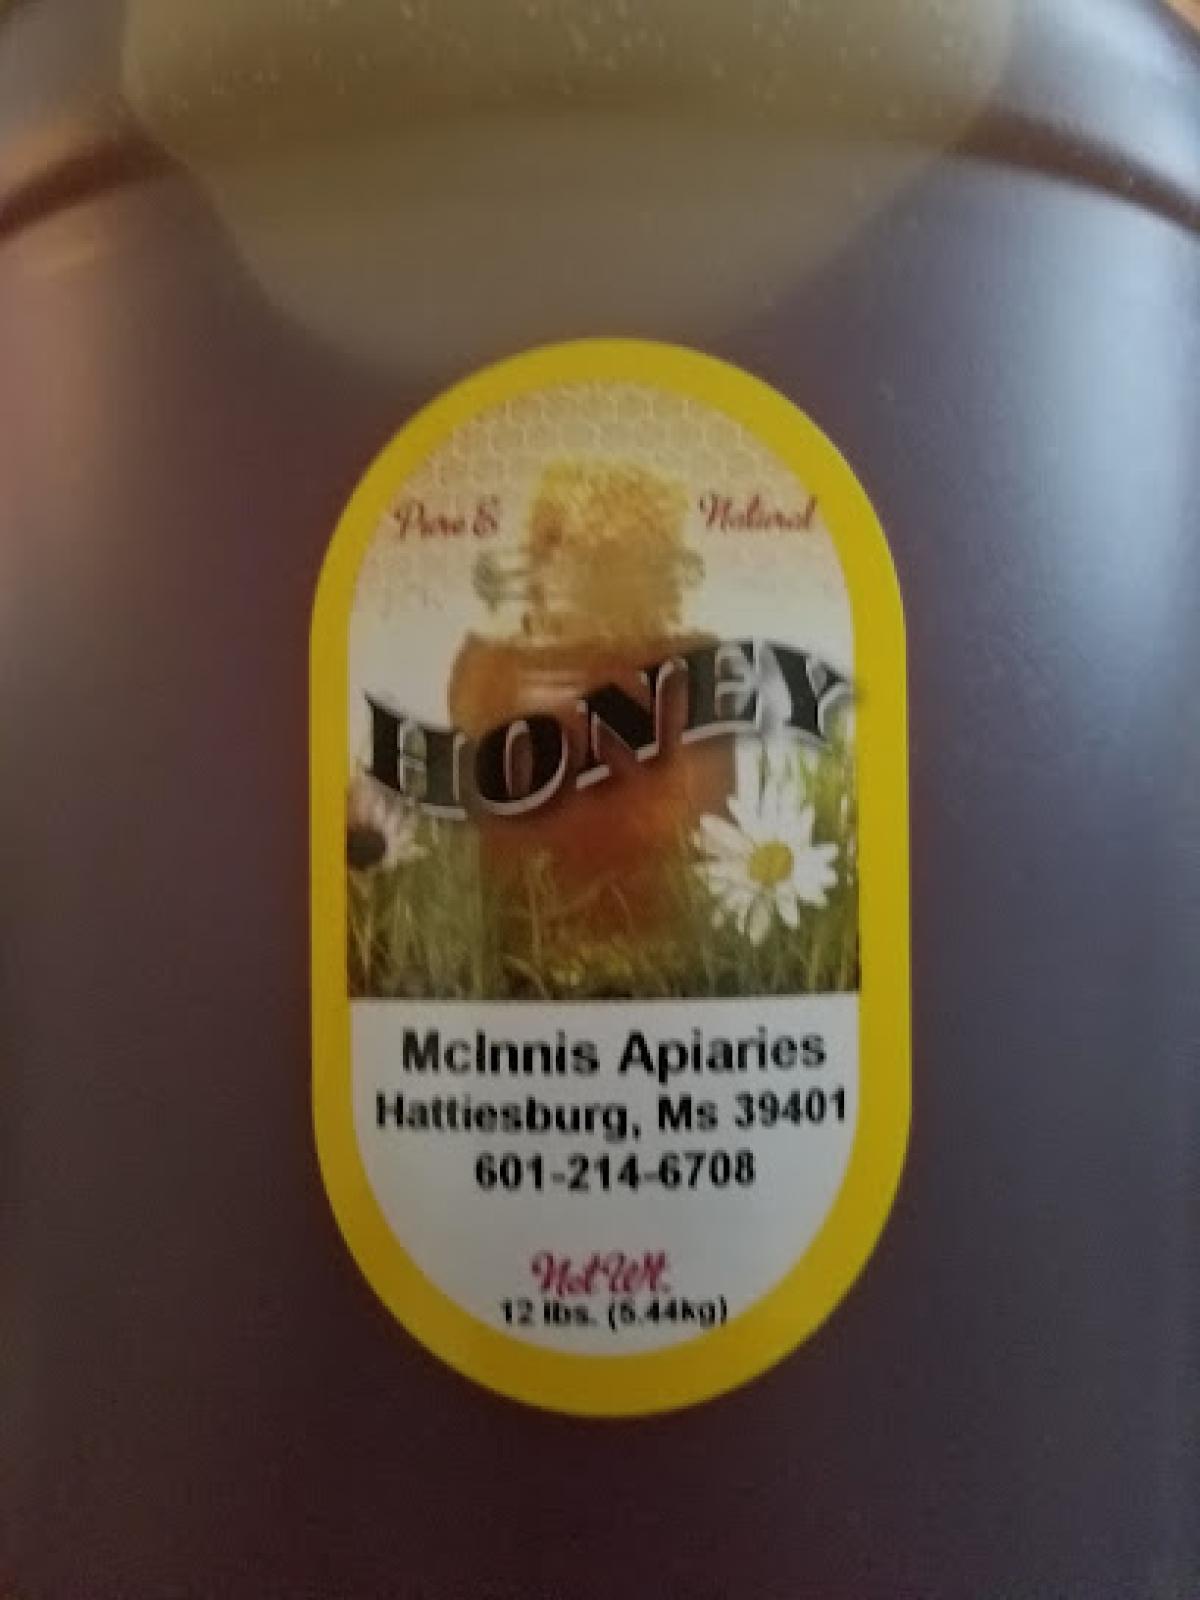 Pure & Natural
HONEY
McInnis Apiaries
Hattiesburg, Ms 39401
601-214-6708
Net Wt.
12 lbs. (5.44kg)